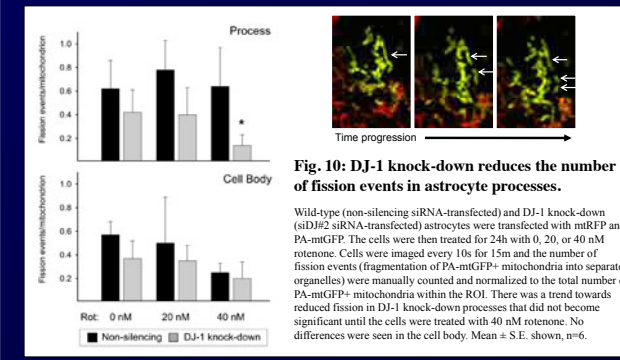 Process
Fission events/mitochondrion
1.0
0.8
0.6
0.4
0.2
*
Cell Body
Fission events/mitochondrion
1.0
0.8
0.6
0.4
0.2
Rot: 0 nM 20 nM 40 nM
Non-silencing DJ-1 knock-down
Time progression
Fig. 10: DJ-1 knock-down reduces the number
of fission events in astrocyte processes.
Wild-type (non-silencing siRNA-transfected) and DJ-1 knock-down
(siDJ#2 siRNA-transfected) astrocytes were transfected with mtRFP and
PA-mtGFP. The cells were then treated for 24h with 0, 20, or 40 nM
rotenone. Cells were imaged every 10s for 15m and the number of
fission events (fragmentation of PA-mtGFP+ mitochondria into separate
organelles) were manually counted and normalized to the total number
PA-mtGFP+ mitochondria within the ROI. There was a trend towards
reduced fission in DJ-1 knock-down processes that did not become
significant until the cells were treated with 40 nM rotenone. No
differences were seen in the cell body. Mean ± S.E. shown, n=6.